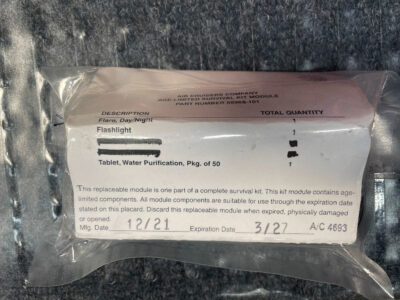 AIR CRUISERS COMPANY
AGE-LIMITED SURVIVAL KIT MODULE
PART NUMBER
DESCRIPTION TOTAL QUANTITY
Flare, Day/Night 1
Flashlight 1
Tablet, Water Purification, Pkg. of 50 1
This replaceable module is one part of a complete survival kit. This kit module contains age-
limited components. All module components are suitable for use through the expiration date
stated on this placard. Discard this replaceable module when expired, physically damaged
or opened.
Mfg. Date 12/21 Expiration Date 3/27 A/C 4693